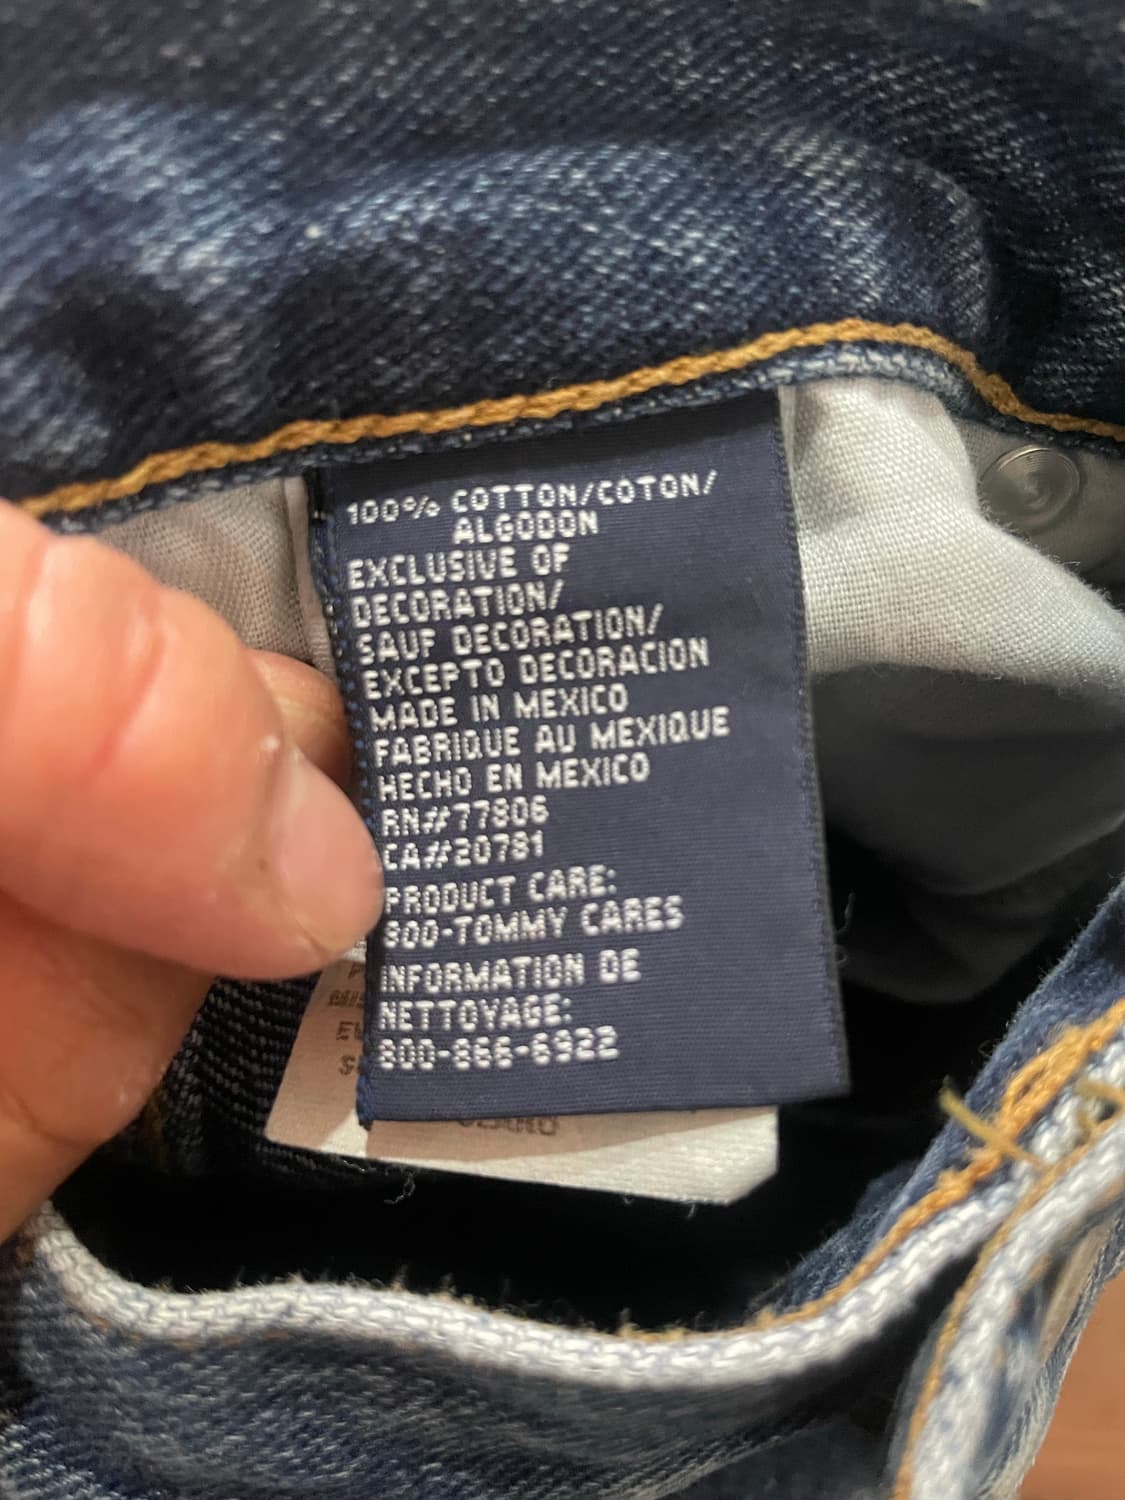 100% COTTON/COTON/
ALGODON
EXCLUSIVE OF
DECORATION/
SAUF DECORATION/
EXCEPTO DECORACION
MADE IN MEXICO
FABRIQUE AU MEXIQUE
HECHO EN MEXICO
RN#77806
CA#20781
PRODUCT CARE:
800-TOMMY CARES
INFORMATION DE
NETTOYAGE:
800-866-6922